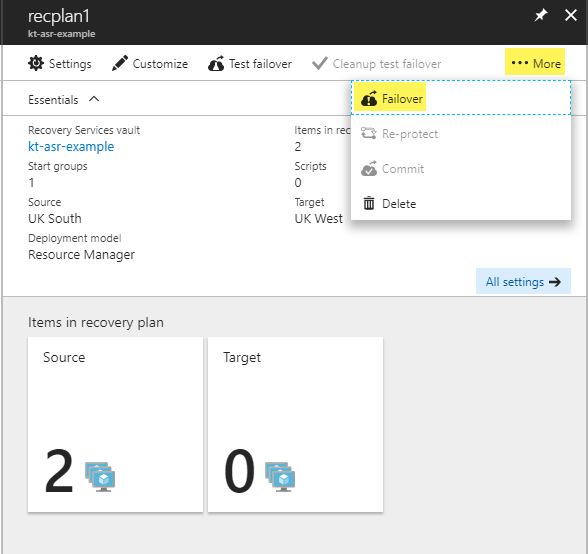 recplan1
kt-asr-example
Settings
Customize
Test failover
Cleanup test failover
More
Essentials
Failover
Re-protect
Commit
Delete
Recovery Services vault
kt-asr-example
Start groups
1
Source
UK South
Deployment model
Resource Manager
Items in rec
2
Scripts
0
Target
UK West
All settings
Items in recovery plan
Source
2
Target
0